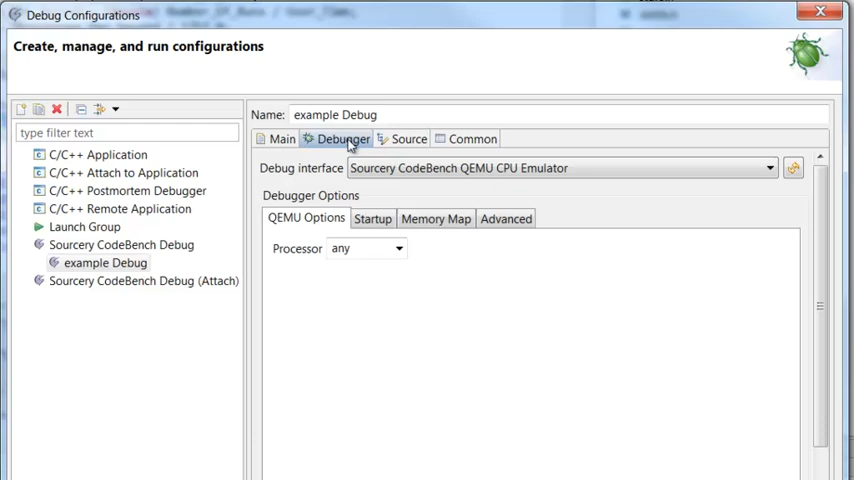 Debug Configurations
Create, manage, and run configurations
type filter text
C/C++ Application
C/C++ Attach to Application
C/C++ Postmortem Debugger
C/C++ Remote Application
Launch Group
Sourcery CodeBench Debug
example Debug
Sourcery CodeBench Debug (Attach)
Name: example Debug
Main Debugger Source Common
Debug interface Sourcery CodeBench QEMU CPU Emulator
Debugger Options
QEMU Options Startup Memory Map Advanced
Processor any